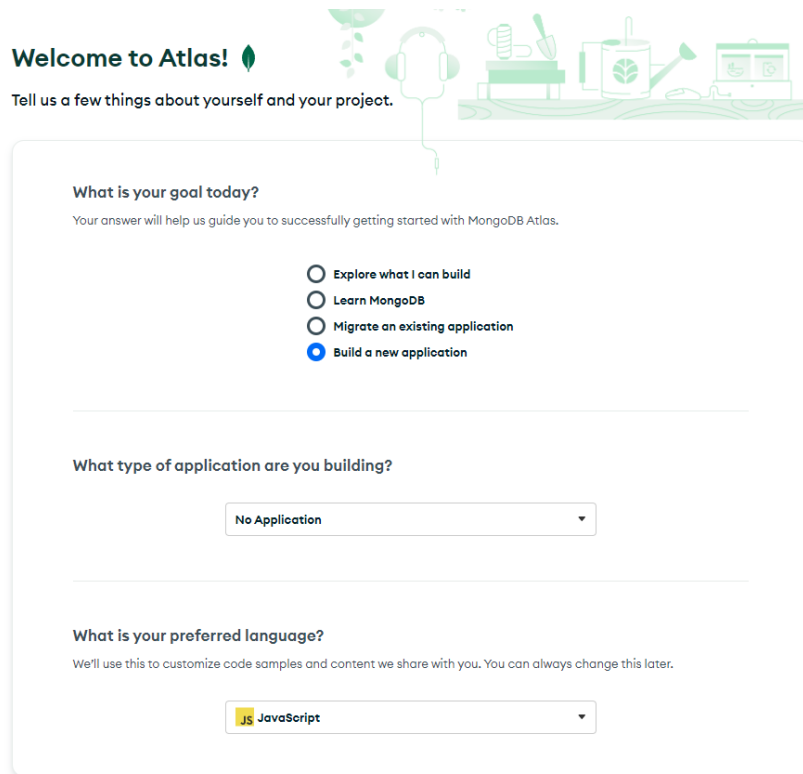 Welcome to Atlas!
Tell us a few things about yourself and your project.
What is your goal today?
Your answer will help us guide you to successfully getting started with MongoDB Atlas.
Explore what I can build
Learn MongoDB
Migrate an existing application
Build a new application
What type of application are you building?
No Application
What is your preferred language?
We'll use this to customize code samples and content we share with you. You can always change this later.
JS JavaScript